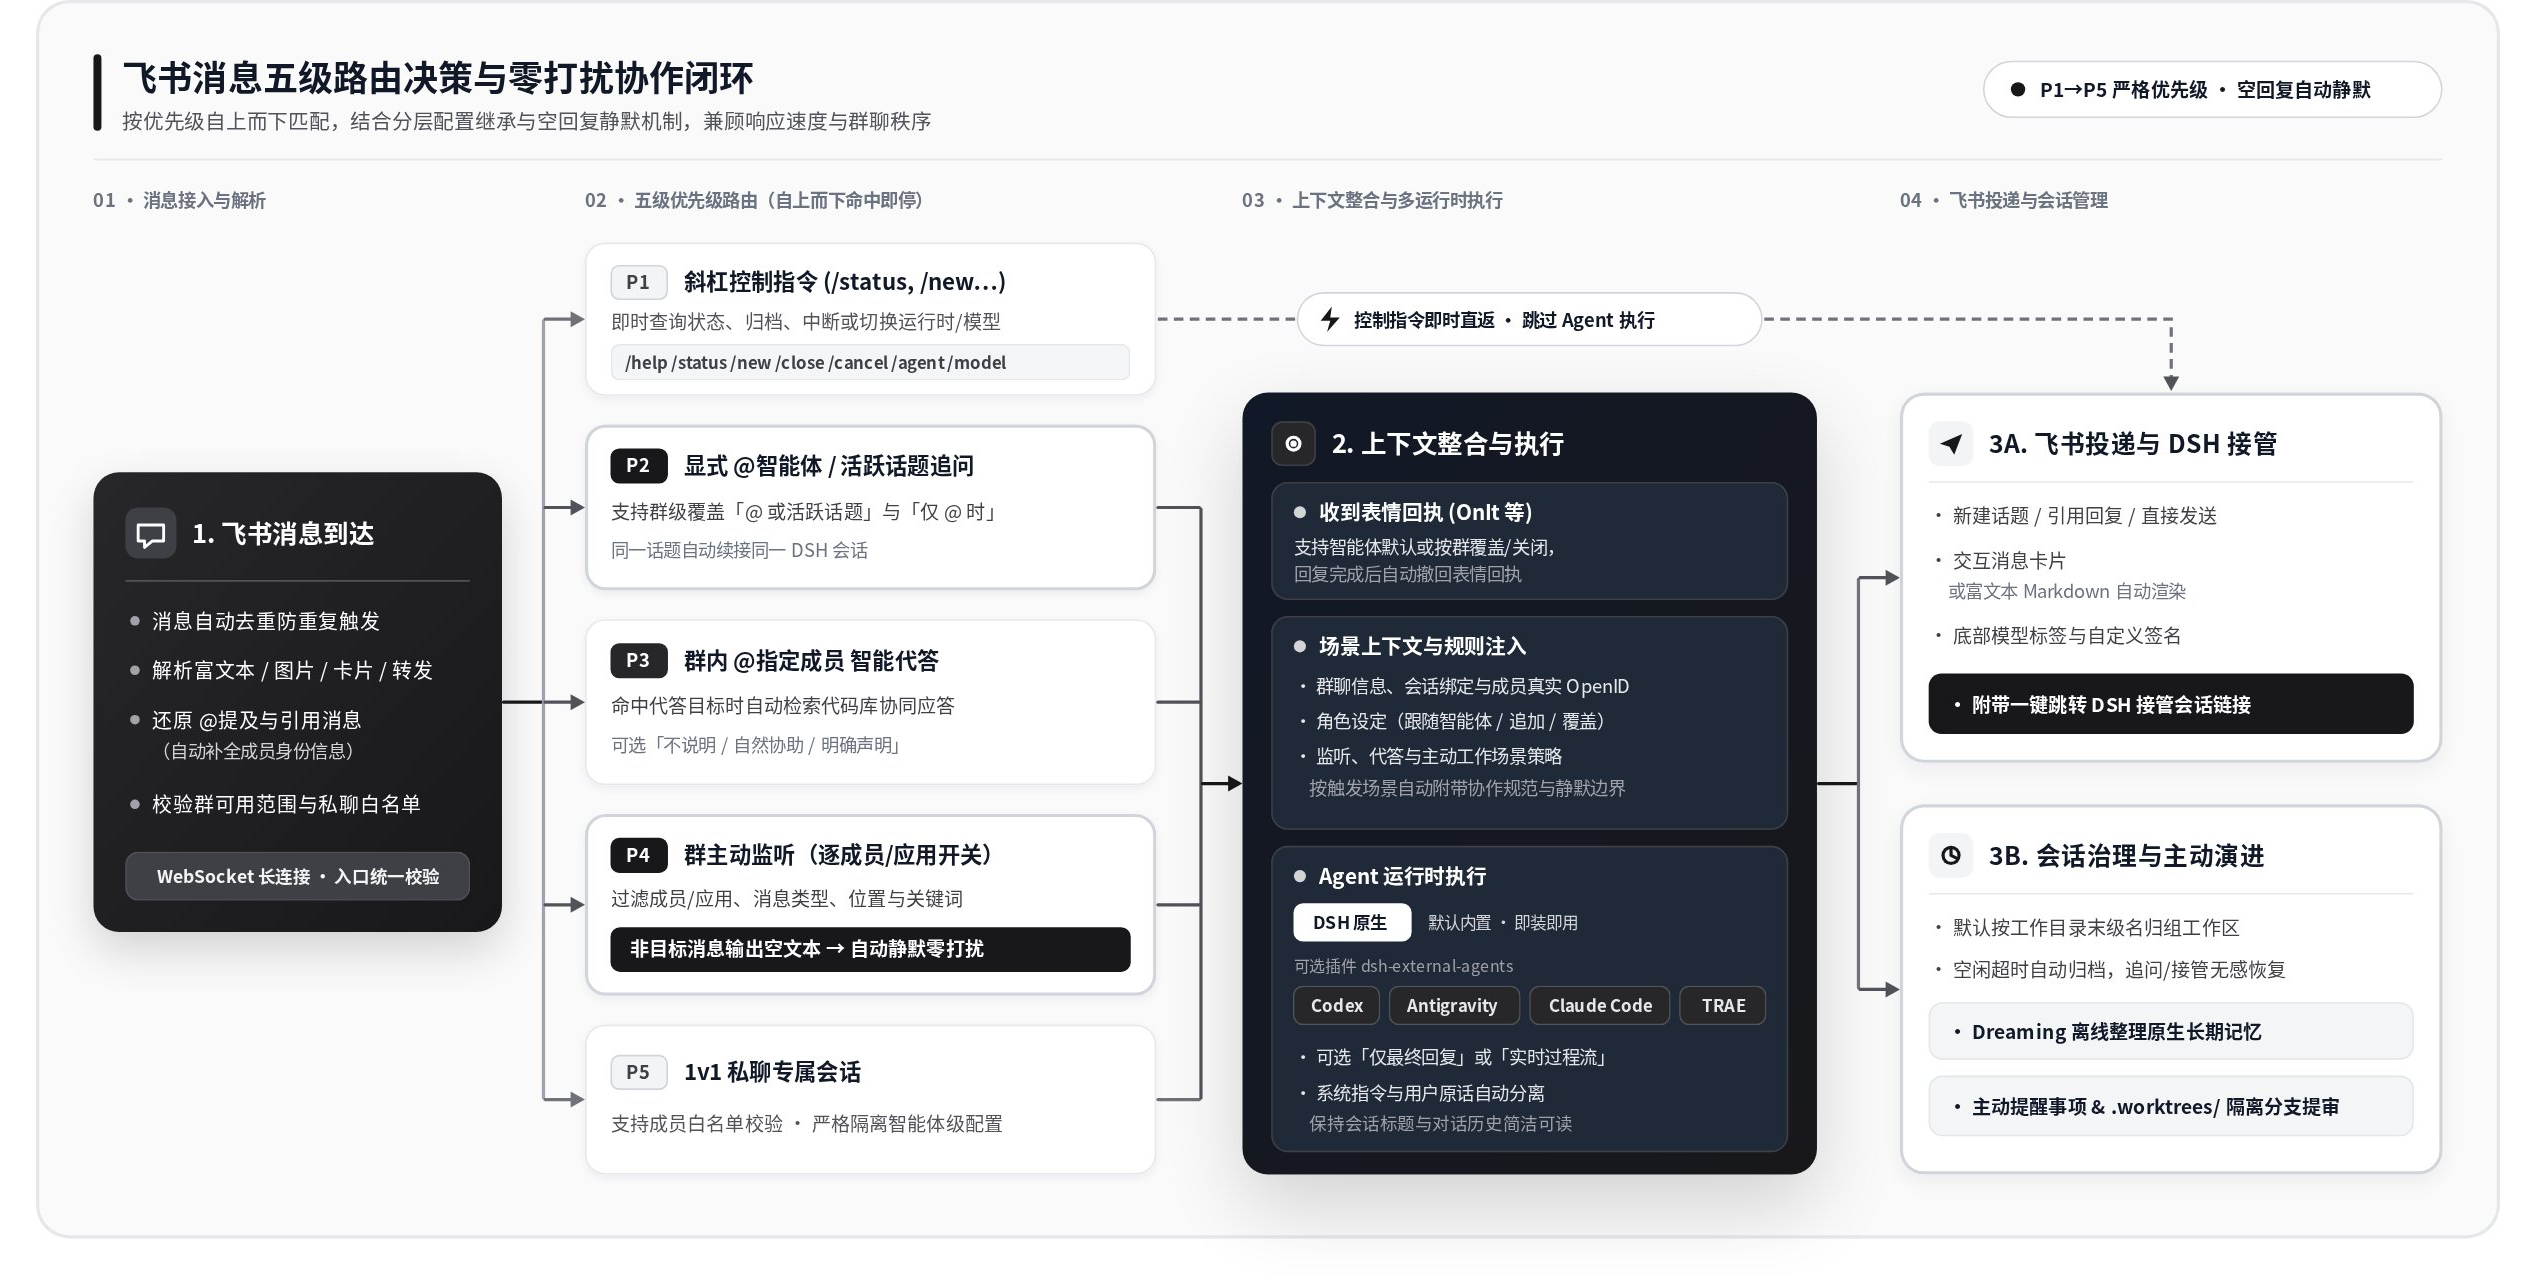 飞书消息五级路由决策与零打扰协作闭环
按优先级自上而下匹配，结合分层配置继承与空回复静默机制，兼顾响应速度与群聊秩序
P1→P5 严格优先级 · 空回复自动静默
01 · 消息接入与解析
02 · 五级优先级路由（自上而下命中即停）
03 · 上下文整合与多运行时执行
04 · 飞书投递与会话管理
1. 飞书消息到达
消息自动去重防重复触发
解析富文本 / 图片 / 卡片 / 转发
还原 @提及与引用消息
（自动补全成员身份信息）
校验群可用范围与私聊白名单
WebSocket 长连接 · 入口统一校验
P1 斜杠控制指令 (/status, /new...)
即时查询状态、归档、中断或切换运行时/模型
/help /status /new /close /cancel /agent /model
P2 显式 @智能体 / 活跃话题追问
支持群级覆盖「@ 或活跃话题」与「仅 @ 时」
同一话题自动续接同一 DSH 会话
P3 群内 @指定成员 智能代答
命中代答目标时自动检索代码库协同应答
可选「不说明 / 自然协助 / 明确声明」
P4 群主动监听（逐成员/应用开关）
过滤成员/应用、消息类型、位置与关键词
非目标消息输出空文本 → 自动静默零打扰
P5 1v1 私聊专属会话
支持成员白名单校验 · 严格隔离智能体级配置
控制指令即时直返 · 跳过 Agent 执行
2. 上下文整合与执行
收到表情回执 (OnIt 等)
支持智能体默认或按群覆盖/关闭，
回复完成后自动撤回表情回执
场景上下文与规则注入
· 群聊信息、会话绑定与成员真实 OpenID
· 角色设定（跟随智能体 / 追加 / 覆盖）
· 监听、代答与主动工作场景策略
按触发场景自动附带协作规范与静默边界
Agent 运行时执行
DSH 原生 默认内置 · 即装即用
可选插件 dsh-external-agents
Codex Antigravity Claude Code TRAE
· 可选「仅最终回复」或「实时过程流」
· 系统指令与用户原话自动分离
保持会话标题与对话历史简洁可读
3A. 飞书投递与 DSH 接管
· 新建话题 / 引用回复 / 直接发送
· 交互消息卡片
或富文本 Markdown 自动渲染
· 底部模型标签与自定义签名
· 附带一键跳转 DSH 接管会话链接
3B. 会话治理与主动演进
· 默认按工作目录末级名归组工作区
· 空闲超时自动归档，追问/接管无感恢复
· Dreaming 离线整理原生长期记忆
· 主动提醒事项 & .worktrees/ 隔离分支提审